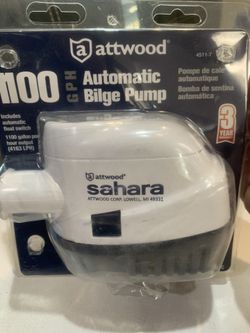 attwood
4511-7
1100 GPH
Automatic
Bilge Pump
Pompe de cale
automatique
Bomba de sentina
automática
Includes
automatic
float switch
1100 gallon per
hour output
(4163 LPH)
3
YEAR
attwood
sahara
ATTWOOD CORP. LOWELL, MI 49331